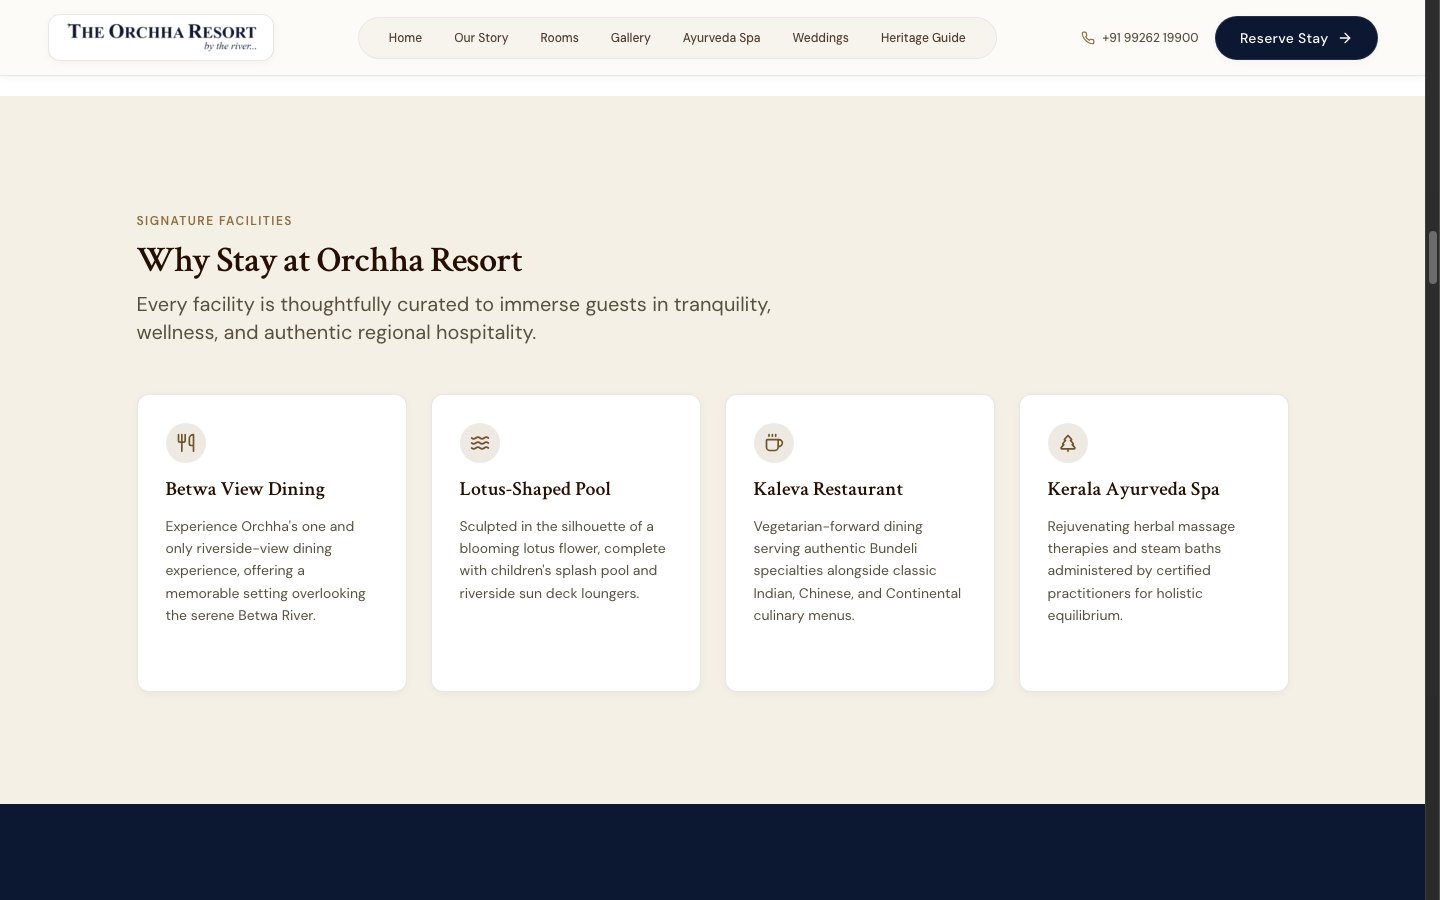 THE ORCHHA RESORT
by the river...
Home
Our Story
Rooms
Gallery
Ayurveda Spa
Weddings
Heritage Guide
+91 99262 19900
Reserve Stay
SIGNATURE FACILITIES
Why Stay at Orchha Resort
Every facility is thoughtfully curated to immerse guests in tranquility,
wellness, and authentic regional hospitality.
Betwa View Dining
Experience Orchha's one and
only riverside-view dining
experience, offering a
memorable setting overlooking
the serene Betwa River.
Lotus-Shaped Pool
Sculpted in the silhouette of a
blooming lotus flower, complete
with children's splash pool and
riverside sun deck loungers.
Kaleva Restaurant
Vegetarian-forward dining
serving authentic Bundeli
specialties alongside classic
Indian, Chinese, and Continental
culinary menus.
Kerala Ayurveda Spa
Rejuvenating herbal massage
therapies and steam baths
administered by certified
practitioners for holistic
equilibrium.